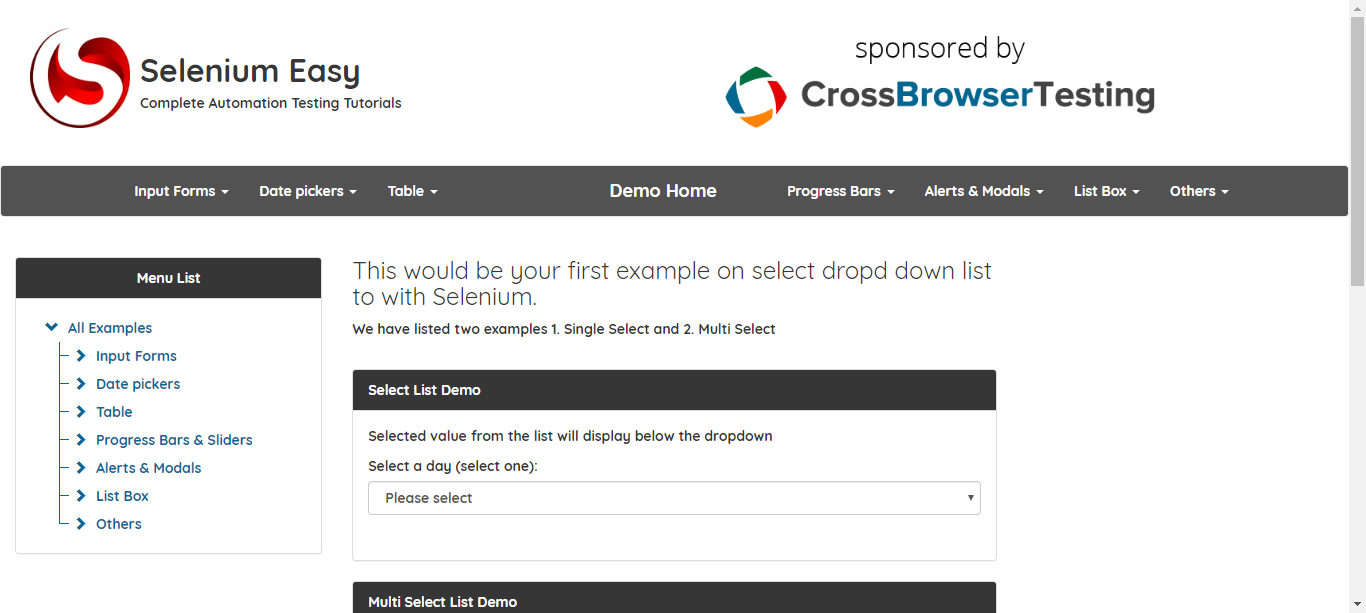 Selenium Easy
Complete Automation Testing Tutorials
sponsored by
CrossBrowserTesting
Input Forms Date pickers Table Demo Home Progress Bars Alerts & Modals List Box Others
Menu List
All Examples
Input Forms
Date pickers
Table
Progress Bars & Sliders
Alerts & Modals
List Box
Others
This would be your first example on select dropd down list
to with Selenium.
We have listed two examples 1. Single Select and 2. Multi Select
Select List Demo
Selected value from the list will display below the dropdown
Select a day (select one):
Please select
Multi Select List Demo